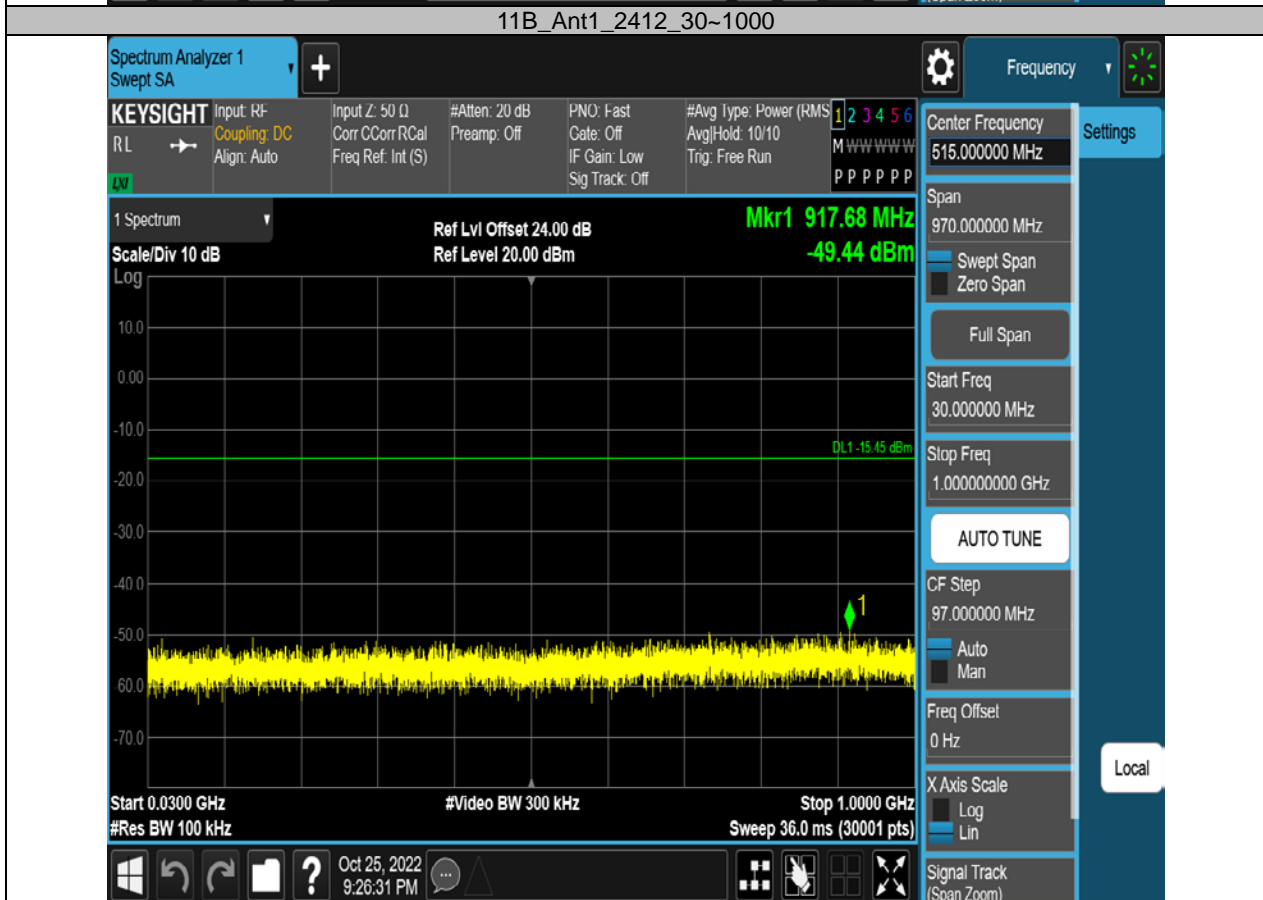 (Span Zoom)
11B_Ant1_2412_30~1000
Spectrum Analyzer 1
Swept SA
+
Frequency
KEYSIGHT
RL
LXI
Input: RF
Coupling: DC
Align: Auto
Input Z: 50 Ω
Corr CCorr RCal
Freq Ref: Int (S)
#Atten: 20 dB
Preamp: Off
PNO: Fast
Gate: Off
IF Gain: Low
Sig Track: Off
#Avg Type: Power (RMS
Avg|Hold: 10/10
Trig: Free Run
1 2 3 4 5 6
M W W W W W
P P P P P P
1 Spectrum
Scale/Div 10 dB
Log
Ref Lvl Offset 24.00 dB
Ref Level 20.00 dBm
Mkr1 917.68 MHz
-49.44 dBm
10.0
0.00
-10.0
DL1 -15.45 dBm
-20.0
-30.0
-40.0
1
-50.0
-60.0
-70.0
Start 0.0300 GHz
#Res BW 100 kHz
#Video BW 300 kHz
Stop 1.0000 GHz
Sweep 36.0 ms (30001 pts)
Center Frequency
515.000000 MHz
Settings
Span
970.000000 MHz
Swept Span
Zero Span
Full Span
Start Freq
30.000000 MHz
Stop Freq
1.000000000 GHz
AUTO TUNE
CF Step
97.000000 MHz
Auto
Man
Freq Offset
0 Hz
Local
X Axis Scale
Log
Lin
Signal Track
(Span Zoom)
?
Oct 25, 2022
9:26:31 PM